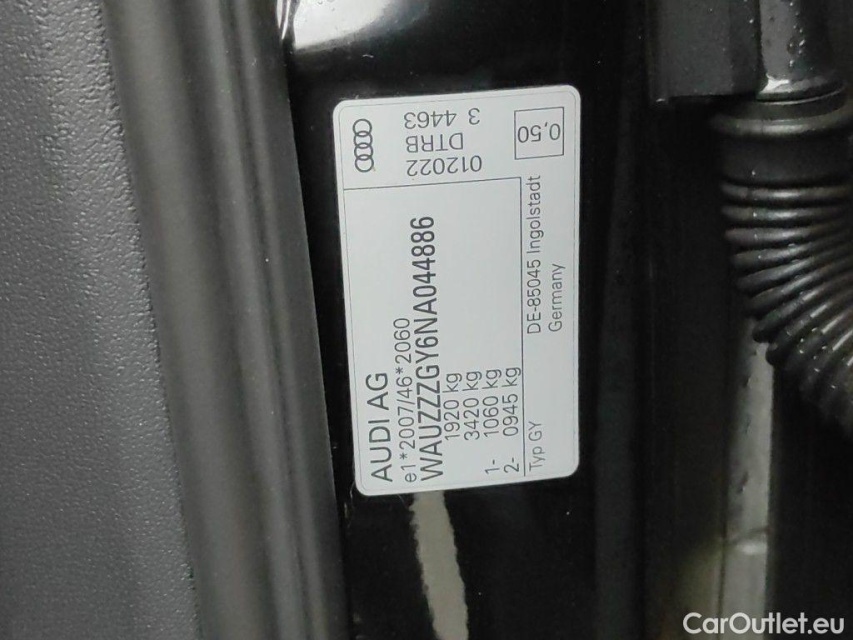 AUDI AG
e1*2007/46*2060
WAUZZZGY6NA044886
1920 kg
3420 kg
1- 1060 kg
2- 0945 kg
Typ GY
DE-85045 Ingolstadt
Germany
012022
DTRB
3 4463
0,50
CarOutlet.eu